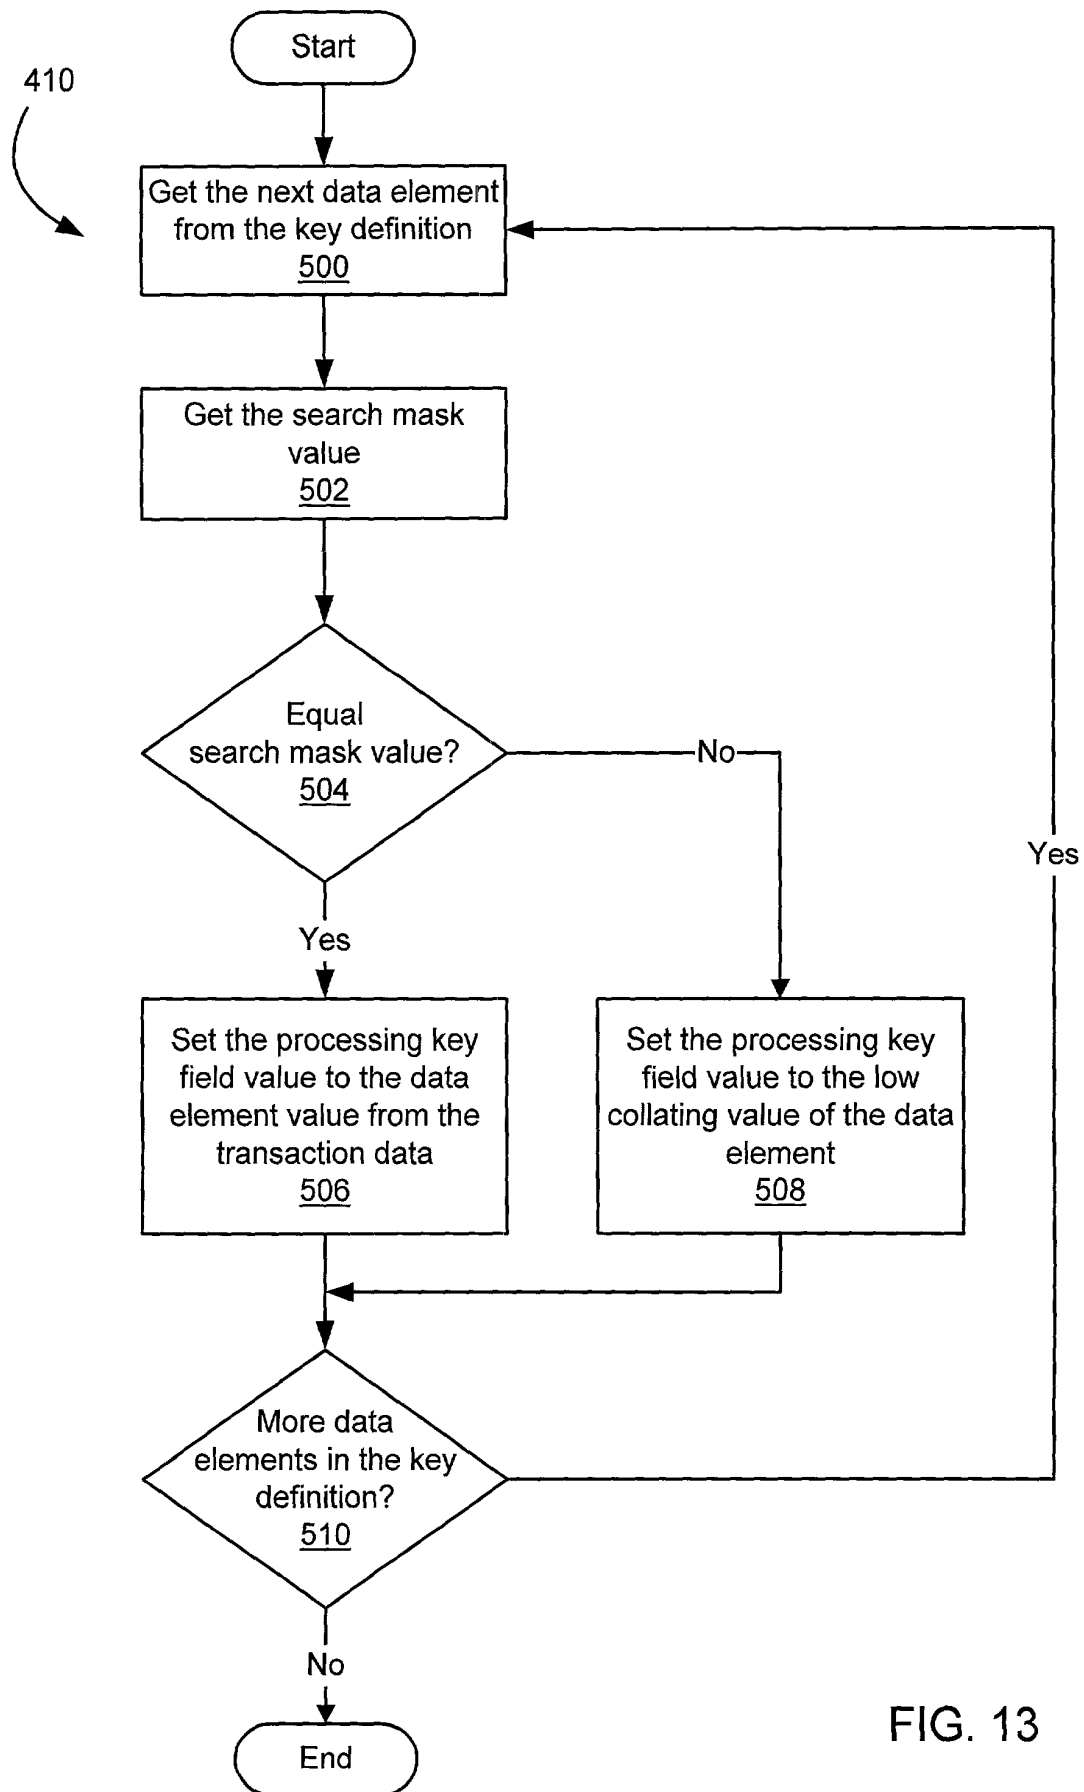 Start
410
Get the next data element
from the key definition
500
Get the search mask
value
502
Equal
search mask value?
504
No
Yes
Yes
Set the processing key
field value to the data
element value from the
transaction data
506
Set the processing key
field value to the low
collating value of the data
element
508
More data
elements in the key
definition?
510
No
End
FIG. 13